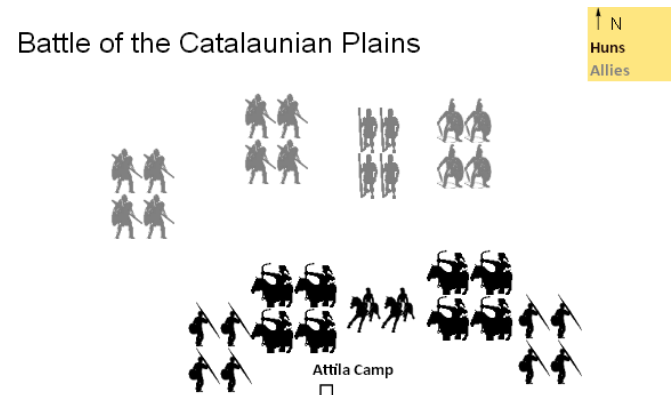 Battle of the Catalaunian Plains
N
Huns
Allies
Attila Camp